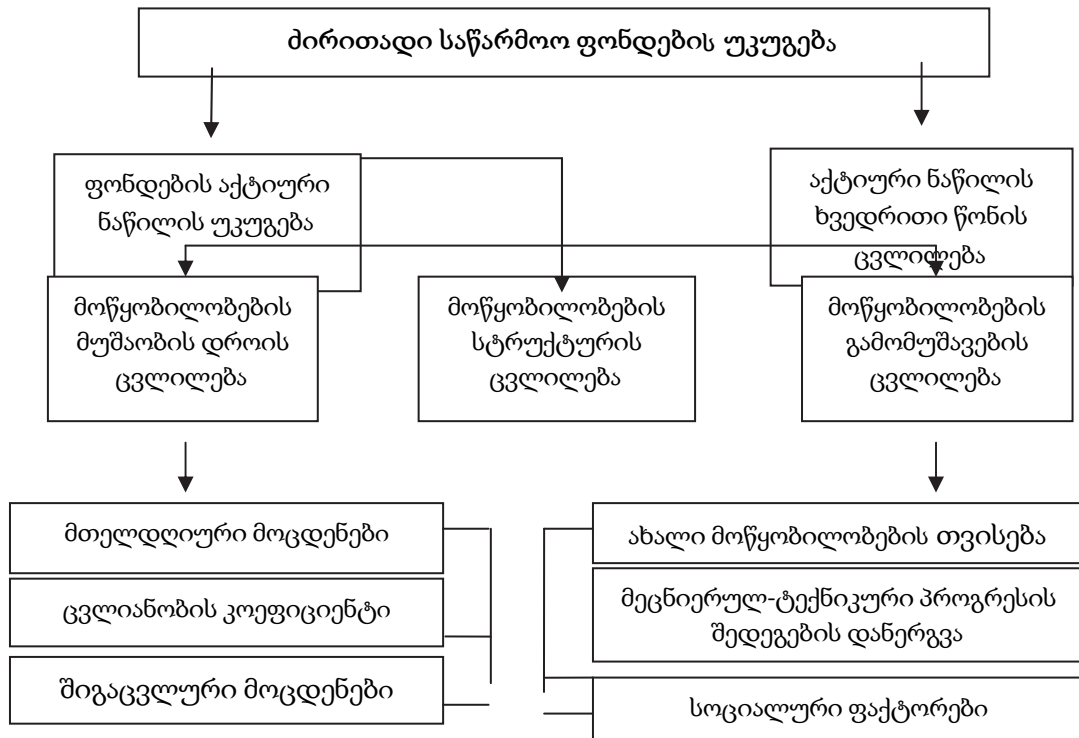 ძირითადი საწარმოო ფონდების უკუგება
ფონდების აქტიური
ნაწილის უკუგება
აქტიური ნაწილის
ხვედრითი წონის
ცვლილება
მოწყობილობების
მუშაობის დროის
ცვლილება
მოწყობილობების
სტრუქტურის
ცვლილება
მოწყობილობების
გამომუშავების
ცვლილება
მთელდღიური მოცდენები
ცვლიანობის კოეფიციენტი
შიგაცვლური მოცდენები
ახალი მოწყობილობების თვისება
მეცნიერულ-ტექნიკური პროგრესის
შედეგების დანერგვა
სოციალური ფაქტორები